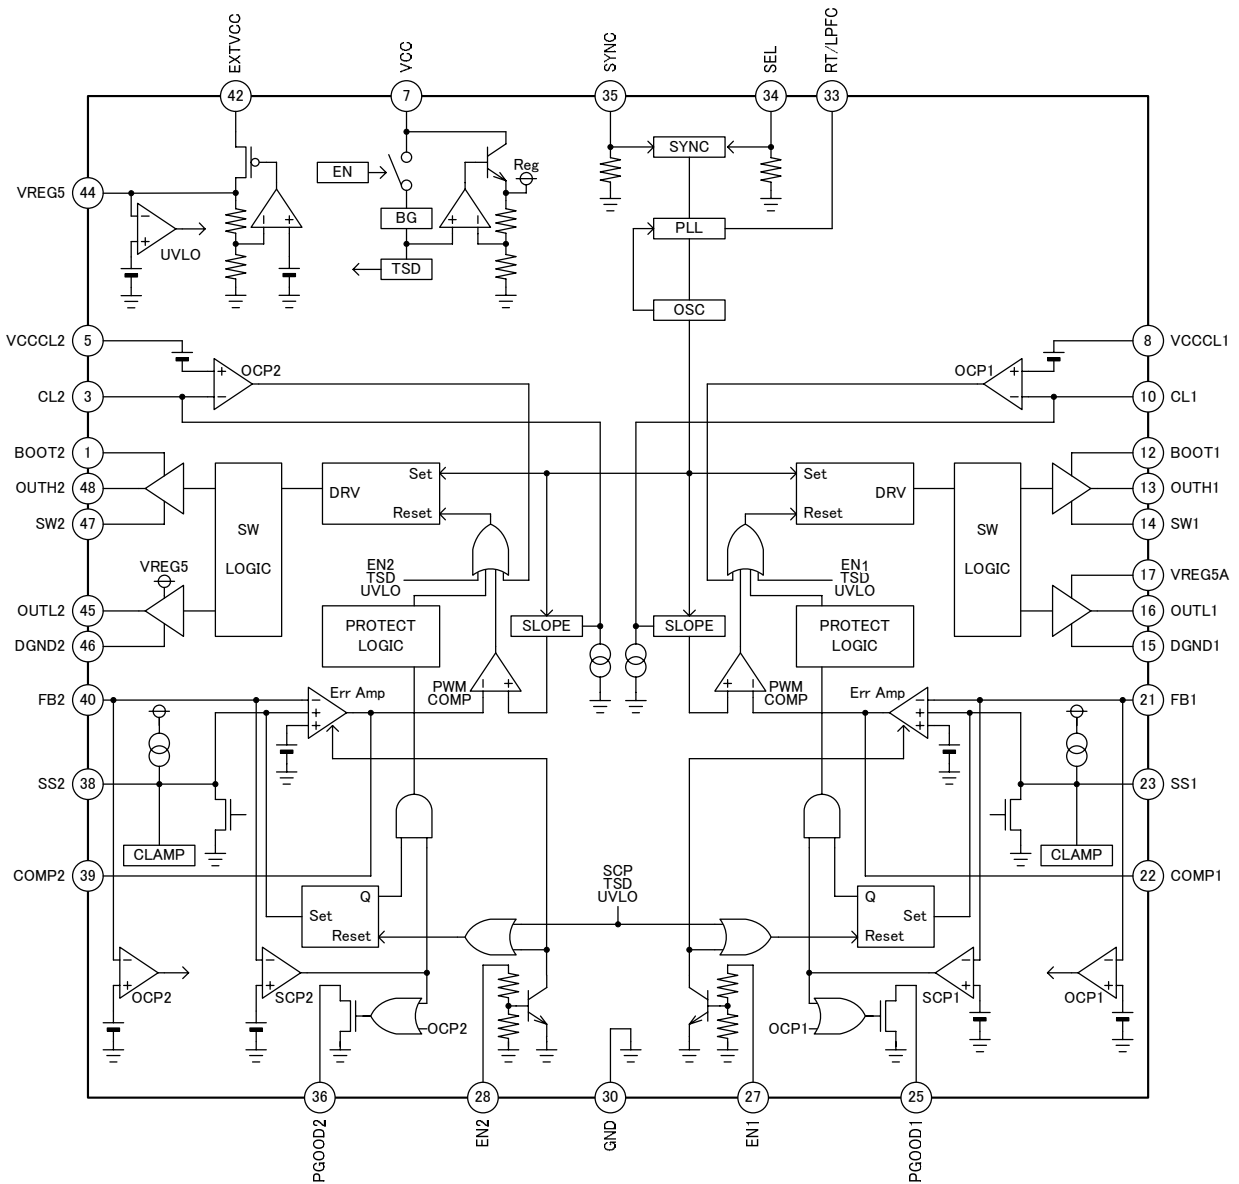 EXTVCC
VCC
SYNC
SEL
RT/LPFC
42
7
35
34
33
VREG5
44
UVLO
EN
BG
TSD
Reg
SYNC
PLL
OSC
VCCCL2
5
OCP2
OCP1
8
VCCCL1
CL2
3
10
CL1
BOOT2
1
12
BOOT1
OUTH2
48
13
OUTH1
SW2
47
14
SW1
SW
LOGIC
DRV
Set
Reset
Set
DRV
Reset
SW
LOGIC
VREG5
EN2
TSD
UVLO
EN1
TSD
UVLO
17
VREG5A
OUTL2
45
16
OUTL1
DGND2
46
15
DGND1
PROTECT
LOGIC
SLOPE
SLOPE
PROTECT
LOGIC
PWM
COMP
PWM
COMP
FB2
40
Err Amp
Err Amp
21
FB1
SS2
38
23
SS1
CLAMP
CLAMP
COMP2
39
22
COMP1
SCP
TSD
UVLO
Q
Set
Reset
Q
Set
Reset
OCP2
SCP2
SCP1
OCP1
OCP2
OCP1
36
28
30
27
25
PGOOD2
EN2
GND
EN1
PGOOD1